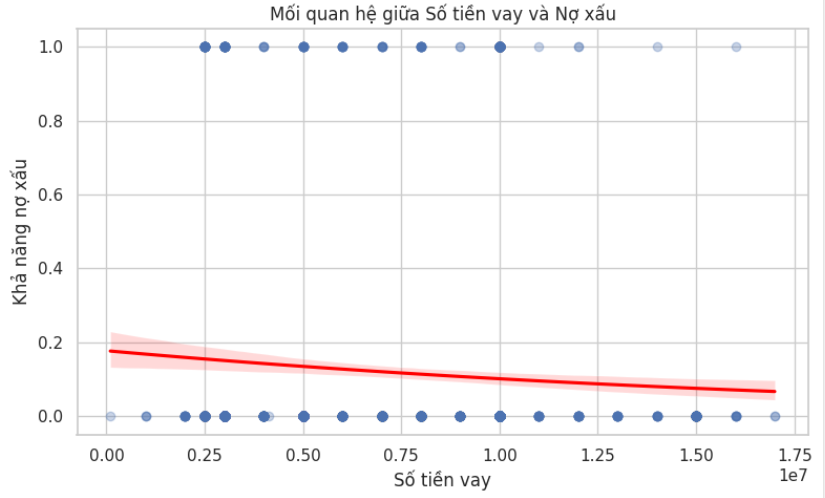 Mối quan hệ giữa Số tiền vay và Nợ xấu
1.0
0.8
0.6
0.4
0.2
0.0
Khả năng nợ xấu
0.00 0.25 0.50 0.75 1.00 1.25 1.50 1.75
1e7
Số tiền vay